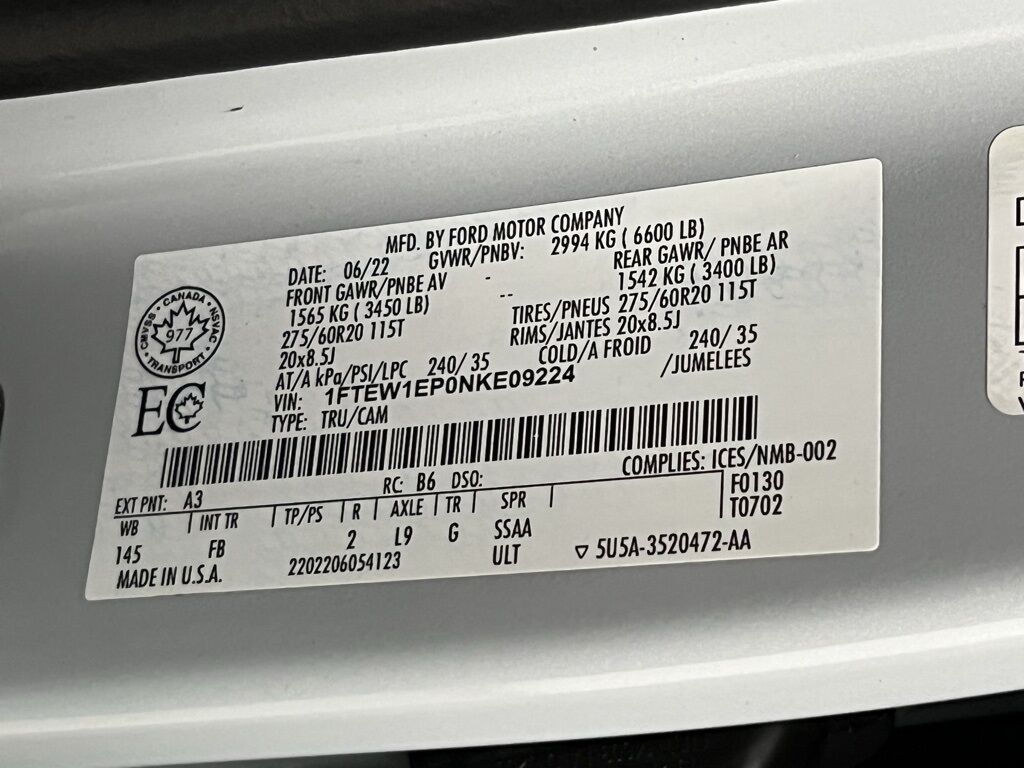 MFD. BY FORD MOTOR COMPANY
DATE: 06/22 GVWR/PNBV: 2994 KG ( 6600 LB)
FRONT GAWR/PNBE AV - REAR GAWR/ PNBE AR
1565 KG ( 3450 LB) -- 1542 KG ( 3400 LB)
275/60R20 115T TIRES/PNEUS 275/60R20 115T
20x8.5J RIMS/JANTES 20x8.5J
AT/A kPa/PSI/LPC 240/ 35 COLD/A FROID 240/ 35
VIN: 1FTEW1EP0NKE09224 /JUMELEES
TYPE: TRU/CAM
CANADA
CMVSS NSVAC
977
TRANSPORT
EC
COMPLIES: ICES/NMB-002
EXT PNT: A3 RC: B6 DSO: F0130
WB | INT TR | TP/PS | R | AXLE | TR | SPR | T0702
145 FB 2 L9 G SSAA
MADE IN U.S.A. 2202206054123 ULT ▽ 5U5A-3520472-AA